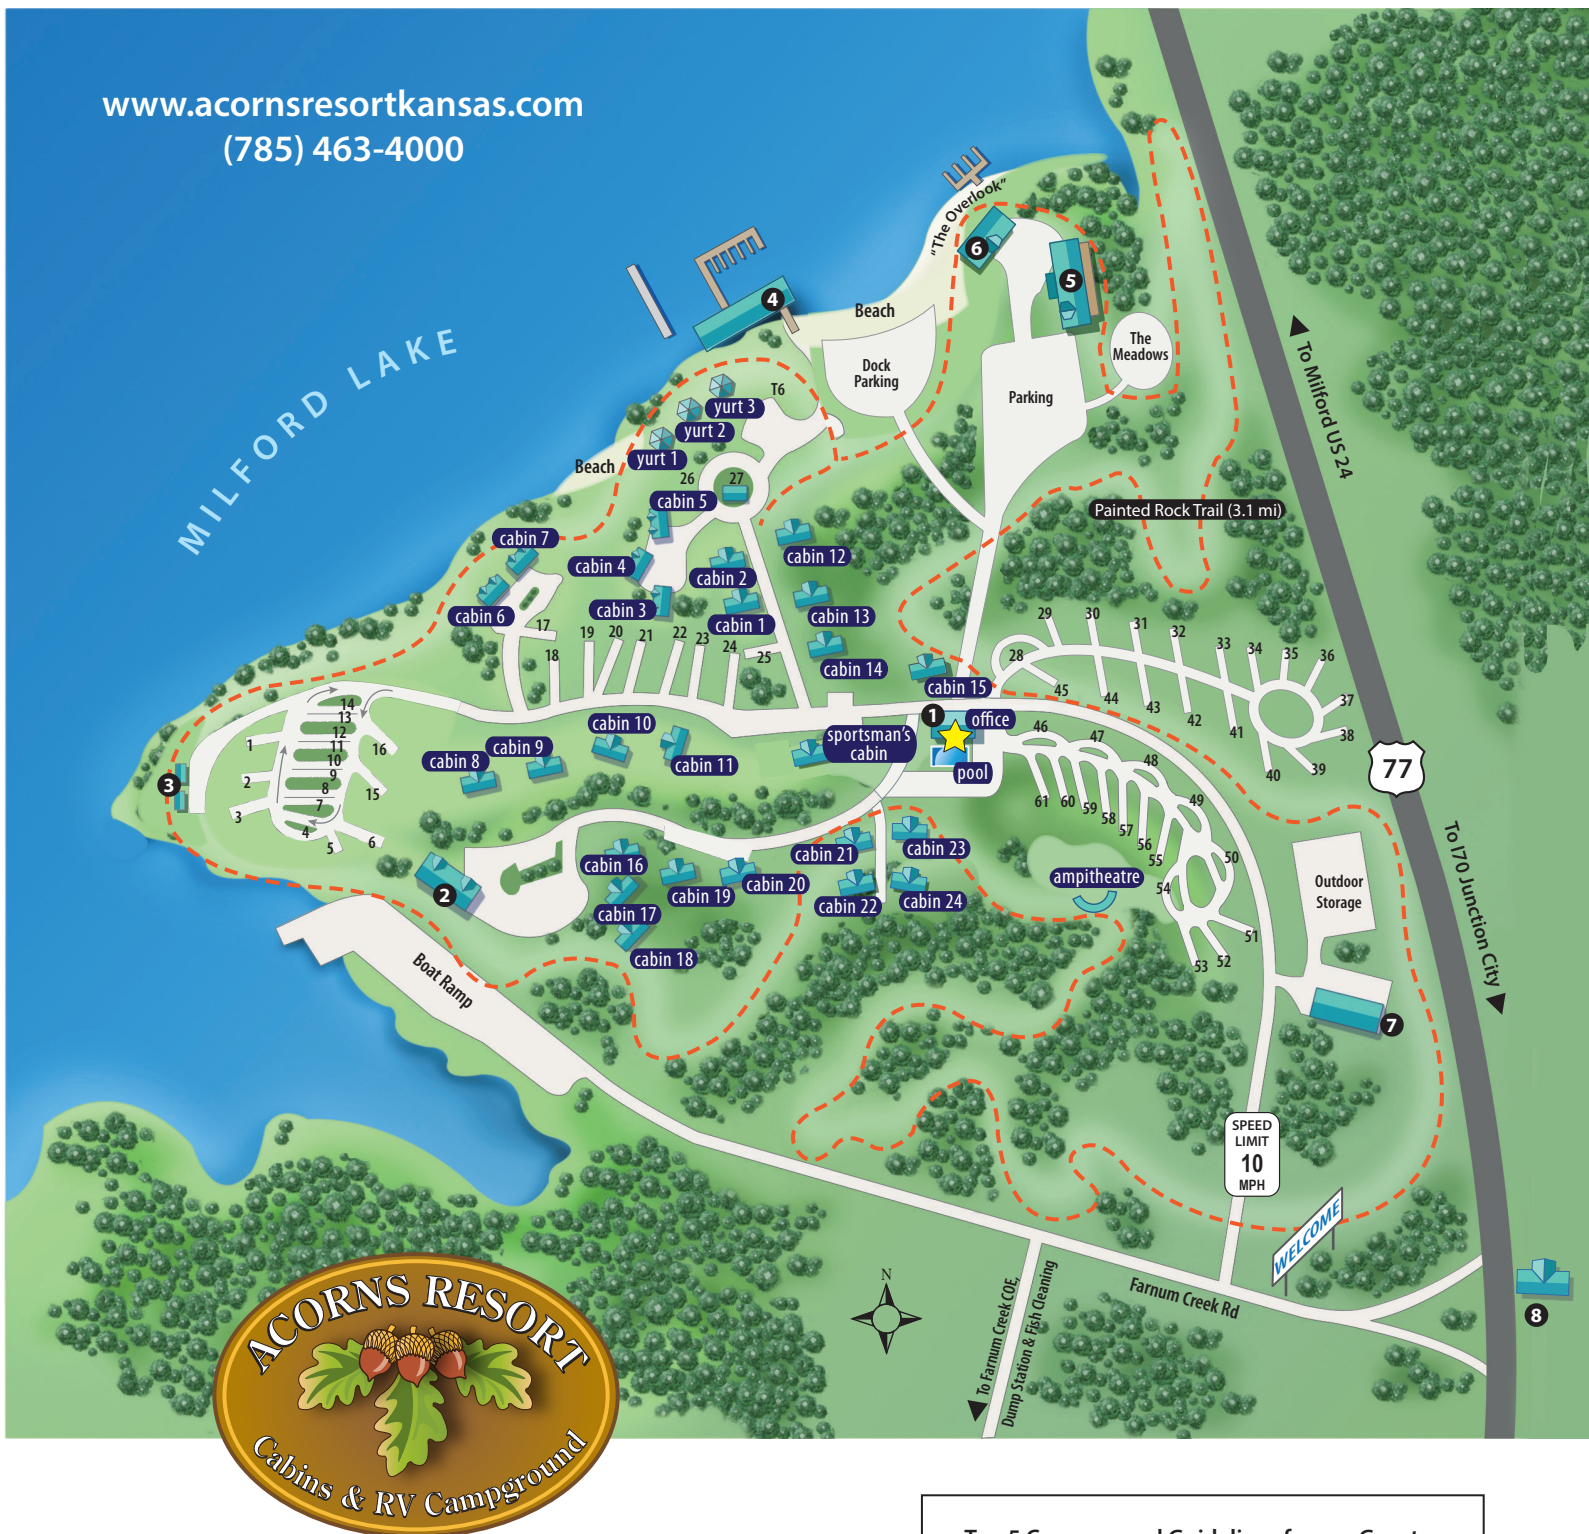 www.acornsresortkansas.com
(785) 463-4000
MILFORD LAKE
"The Overlook"
6
5
4
Beach
Dock
Parking
The
Meadows
Parking
To Milford US 24
T6
yurt 3
yurt 2
yurt 1
Beach
26
27
cabin 5
Painted Rock Trail (3.1 mi)
cabin 7
cabin 4
cabin 2
cabin 12
cabin 6
cabin 3
cabin 1
cabin 13
17
18
19
20
21
22
23
24
25
cabin 14
cabin 15
28
29
30
31
32
33
34
35
36
37
38
39
40
41
42
43
44
45
1
office
pool
sportsman's
cabin
cabin 10
cabin 9
cabin 8
cabin 11
14
13
12
11
10
9
8
7
4
5
6
16
15
1
2
3
3
46
47
48
49
50
51
52
53
54
55
56
57
58
59
60
61
77
2
cabin 16
cabin 17
cabin 18
cabin 19
cabin 20
cabin 21
cabin 22
cabin 23
cabin 24
ampitheatre
Outdoor
Storage
To I70 Junction City
7
Boat Ramp
SPEED
LIMIT
10
MPH
WELCOME
Farnum Creek Rd
8
N
To Farnum Creek COE,
Dump Station & Fish Cleaning
ACORNS RESORT
Cabins & RV Campground